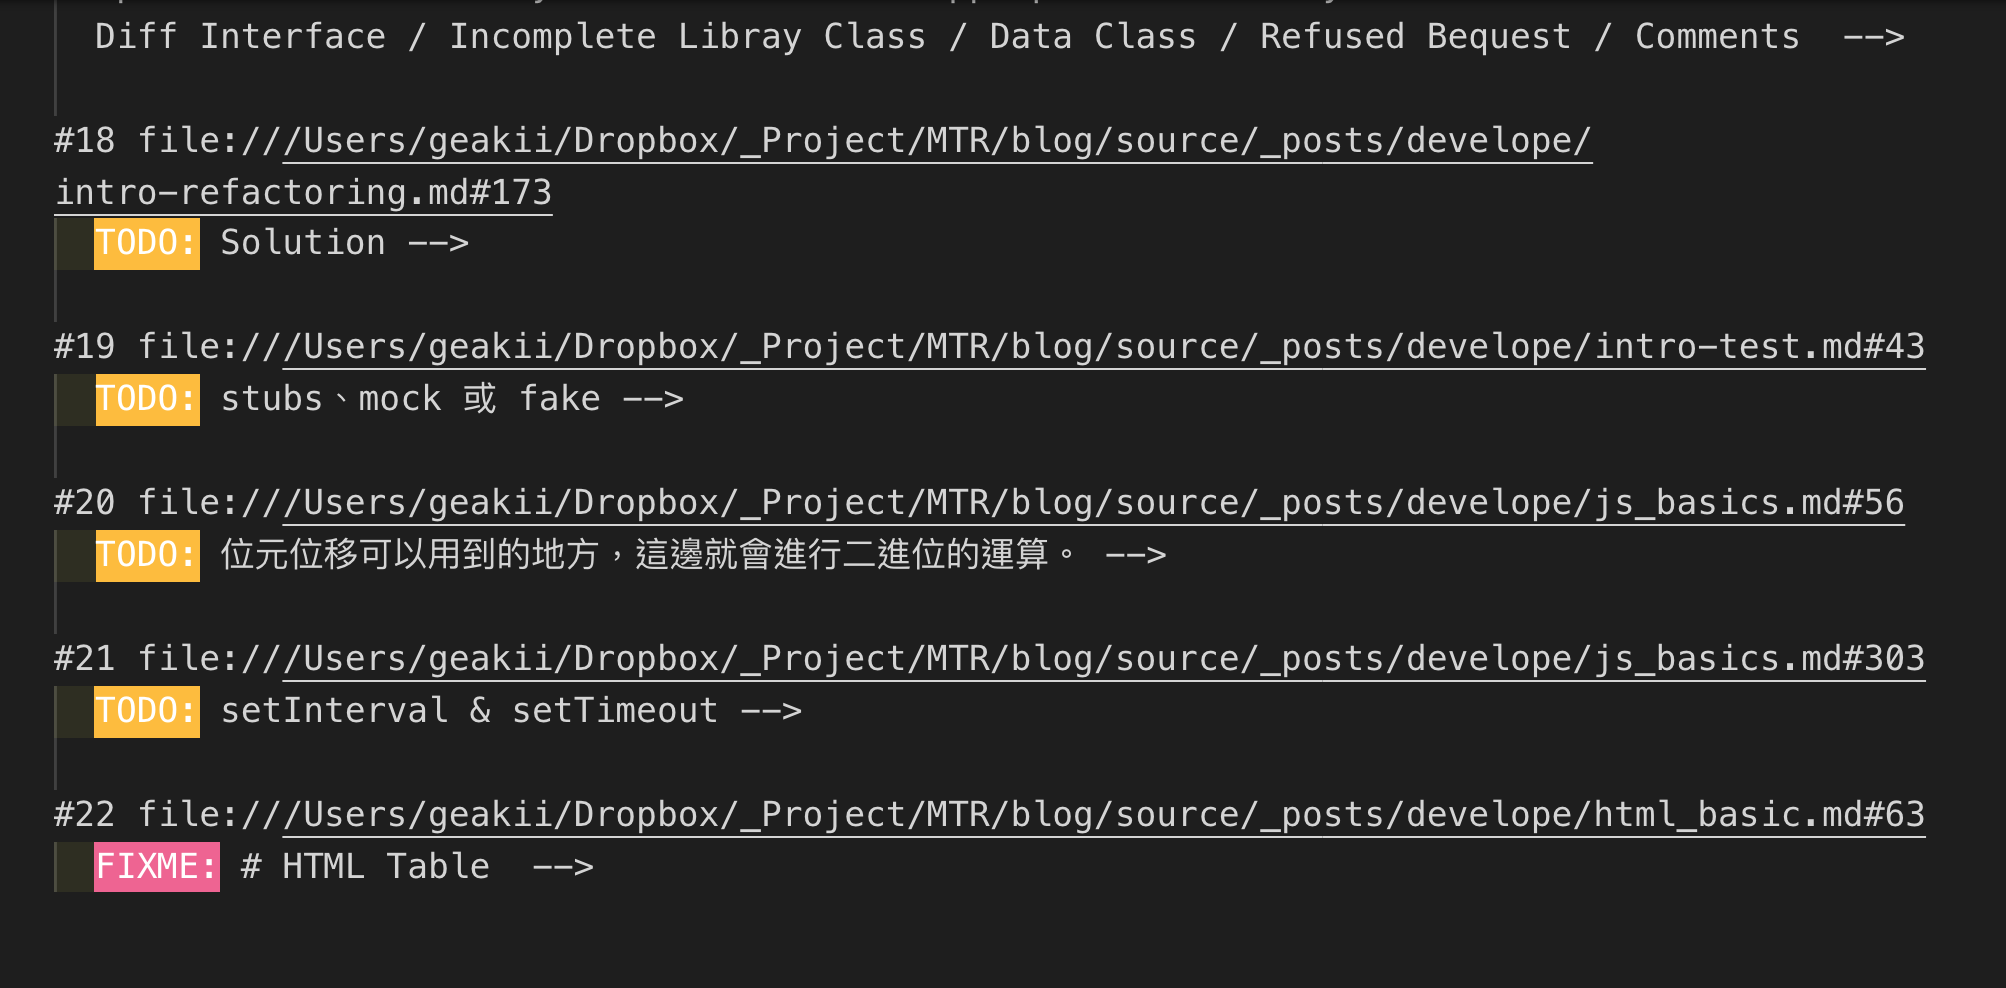 Diff Interface / Incomplete Libray Class / Data Class / Refused Bequest / Comments  -->
#18 file:///Users/geakii/Dropbox/_Project/MTR/blog/source/_posts/develope/
intro-refactoring.md#173
TODO: Solution -->
#19 file:///Users/geakii/Dropbox/_Project/MTR/blog/source/_posts/develope/intro-test.md#43
TODO: stubs、mock 或 fake -->
#20 file:///Users/geakii/Dropbox/_Project/MTR/blog/source/_posts/develope/js_basics.md#56
TODO: 位元位移可以用到的地方，這邊就會進行二進位的運算。 -->
#21 file:///Users/geakii/Dropbox/_Project/MTR/blog/source/_posts/develope/js_basics.md#303
TODO: setInterval & setTimeout -->
#22 file:///Users/geakii/Dropbox/_Project/MTR/blog/source/_posts/develope/html_basic.md#63
FIXME: # HTML Table  -->